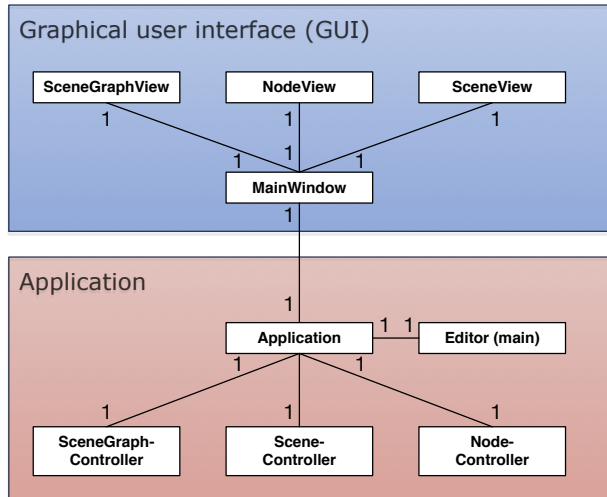 Graphical user interface (GUI)
SceneGraphView
NodeView
SceneView
1
1
1
1
1
1
MainWindow
1
Application
1
Application
1
1
Editor (main)
1
1
1
1
1
1
SceneGraph-
Controller
Scene-
Controller
Node-
Controller